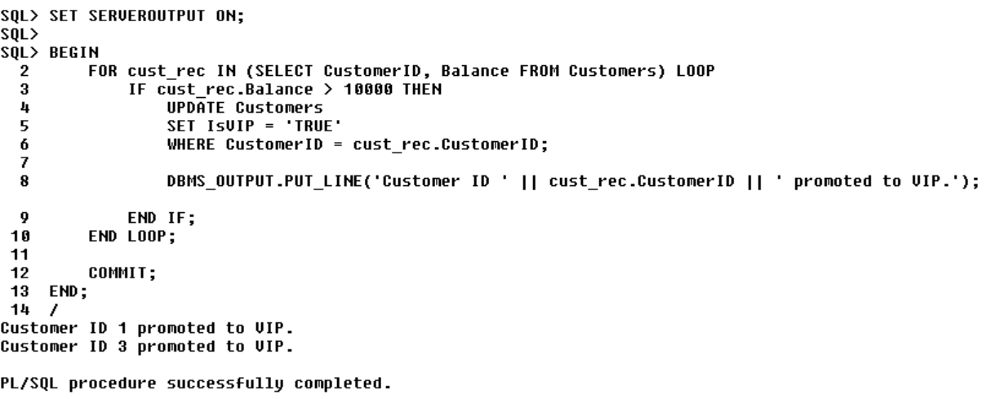 SQL> SET SERVEROUTPUT ON;
SQL>
SQL> BEGIN
  2      FOR cust_rec IN (SELECT CustomerID, Balance FROM Customers) LOOP
  3          IF cust_rec.Balance > 10000 THEN
  4              UPDATE Customers
  5              SET IsVIP = 'TRUE'
  6              WHERE CustomerID = cust_rec.CustomerID;
  7
  8              DBMS_OUTPUT.PUT_LINE('Customer ID ' || cust_rec.CustomerID || ' promoted to VIP.');
  9          END IF;
 10      END LOOP;
 11
 12      COMMIT;
 13  END;
 14  /
Customer ID 1 promoted to VIP.
Customer ID 3 promoted to VIP.
PL/SQL procedure successfully completed.